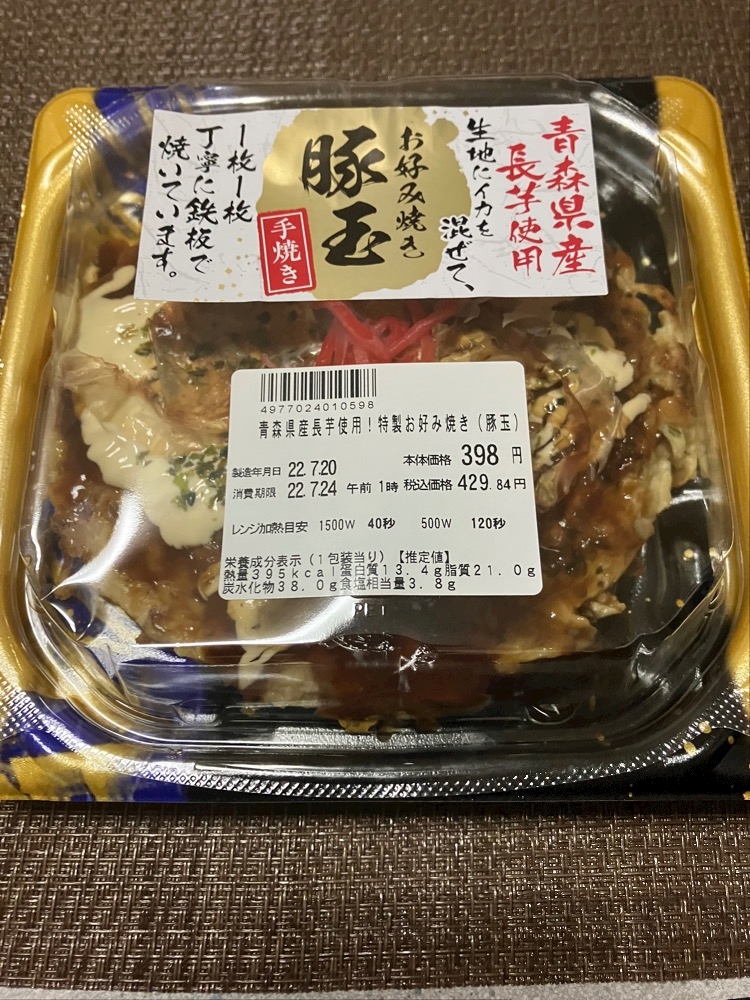 青森県産
長芋使用
生地にイカを
混ぜて、
お好み焼き
豚玉
手焼き
1枚1枚
丁寧に鉄板で
焼いています。
4977024010598
青森県産長芋使用!特製お好み焼き(豚玉)
製造年月日 22.7.20 本体価格 398 円
消費期限 22.7.24 午前 1時 税込価格 429.84円
レンジ加熱目安 1500W 40秒 500W 120秒
栄養成分表示(1包装当り)【推定値】
熱量395kcal蛋白質13.4g脂質21.0g
炭水化物38.0g食塩相当量3.8g